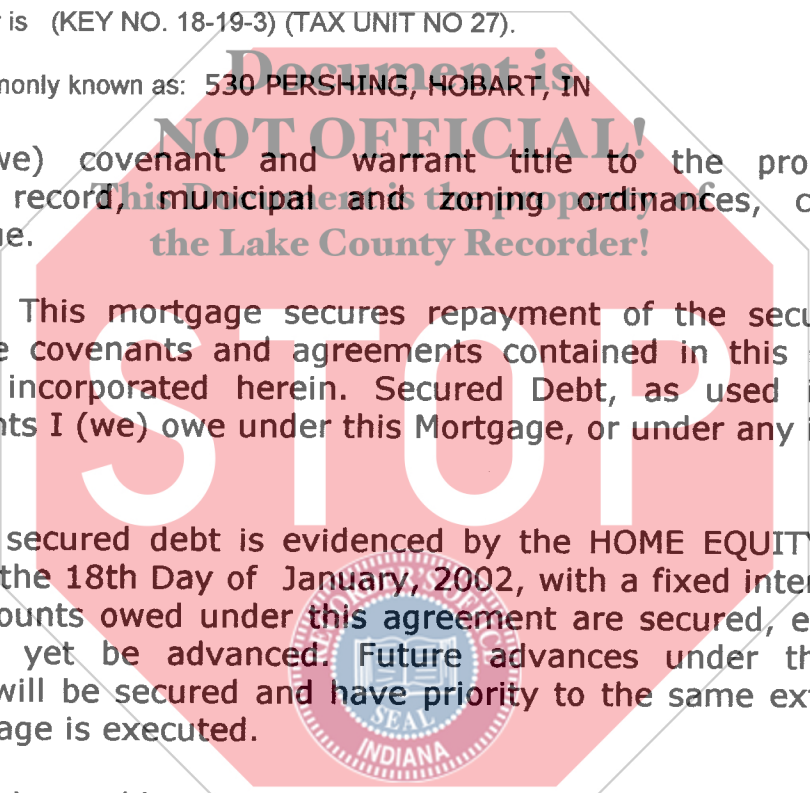 is (KEY NO. 18-19-3) (TAX UNIT NO 27).
Document is
monly known as: 530 PERSHING, HOBART, IN
NOT OFFICIAL!
we) covenant and warrant title to the pro
This Document is the property of
record, municipal and zoning ordinances, c
ue.
the Lake County Recorder!
This mortgage secures repayment of the secu
e covenants and agreements contained in this
incorporated herein. Secured Debt, as used i
nts I (we) owe under this Mortgage, or under any i
STOP
secured debt is evidenced by the HOME EQUITY
the 18th Day of January, 2002, with a fixed inter
ounts owed under this agreement are secured, e
yet be advanced. Future advances under th
will be secured and have priority to the same ext
age is executed.
RECORDER'S OFFICE
SEAL
INDIANA